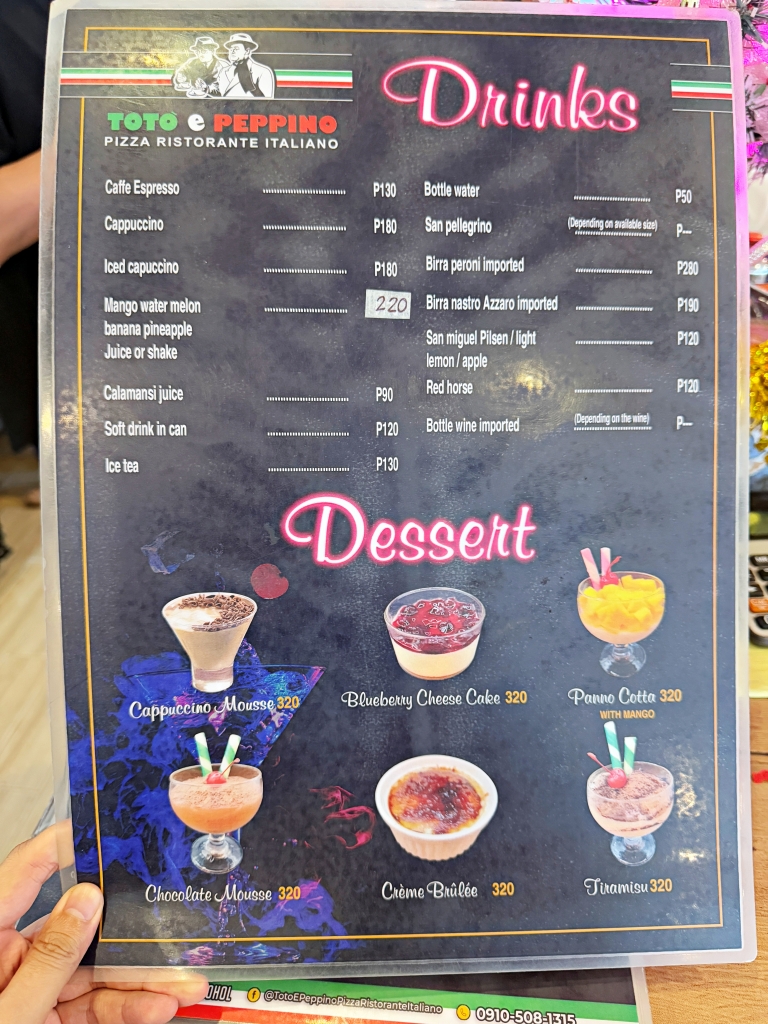 TOTO e PEPPINO
PIZZA RISTORANTE ITALIANO
Drinks
Caffe Espresso ........................ P130
Cappuccino ........................ P180
Iced capuccino ........................ P180
Mango water melon ........................ 220
banana pineapple
Juice or shake
Calamansi juice ........................ P90
Soft drink in can ........................ P120
Ice tea ........................ P130
Bottle water ........................ P50
San pellegrino (Depending on available size) ........................ P---
Birra peroni imported ........................ P280
Birra nastro Azzaro imported ........................ P190
San miguel Pilsen / light ........................ P120
lemon / apple
Red horse ........................ P120
Bottle wine imported (Depending on the wine) ........................ P---
Dessert
Cappuccino Mousse 320
Blueberry Cheese Cake 320
Panno Cotta 320
WITH MANGO
Chocolate Mousse 320
Crème Brûlée 320
Tiramisu 320
OHOL
@TotoEPeppinoPizzaRistoranteItaliano
0910-508-1315